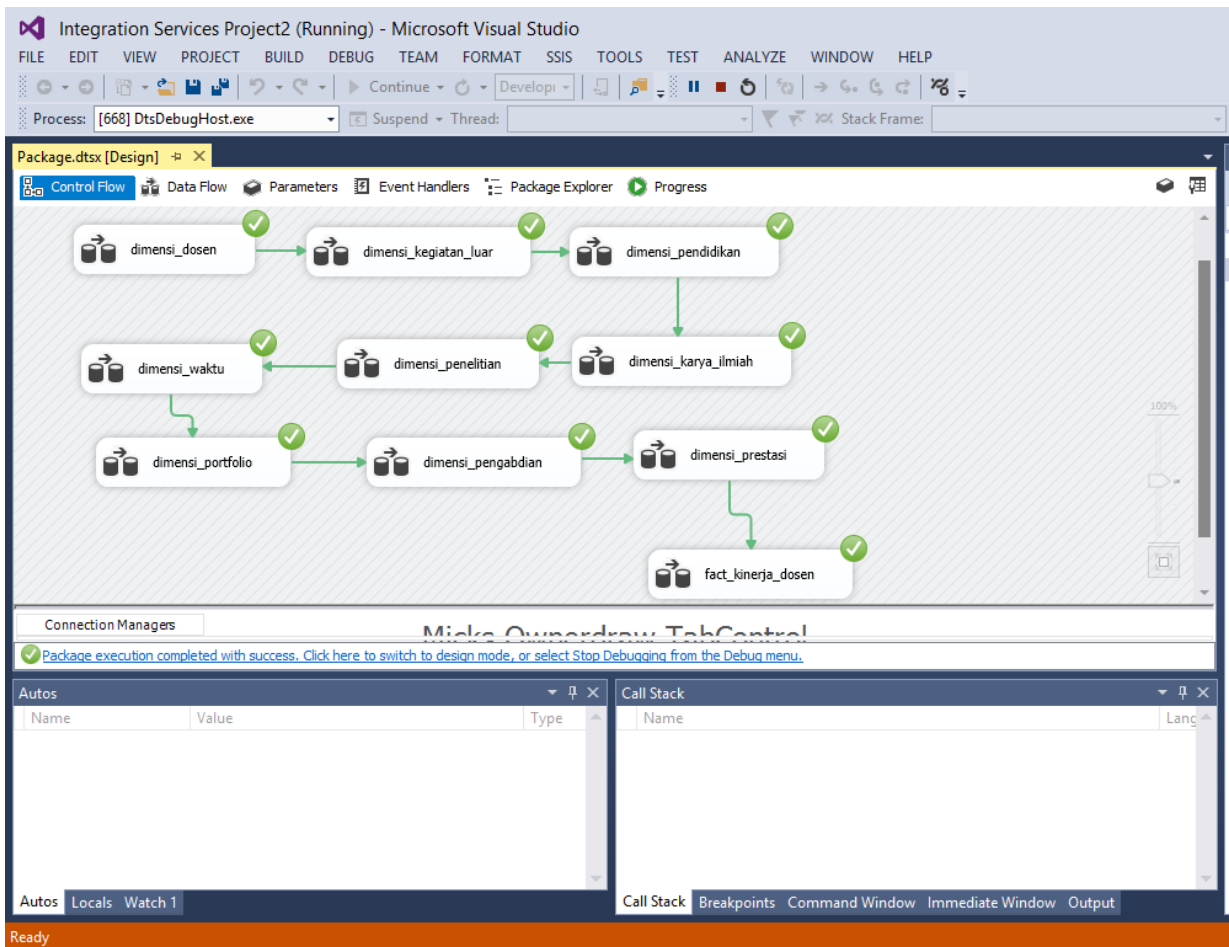 Integration Services Project2 (Running) - Microsoft Visual Studio
FILE EDIT VIEW PROJECT BUILD DEBUG TEAM FORMAT SSIS TOOLS TEST ANALYZE WINDOW HELP
Continue Developi
Process: [668] DtsDebugHost.exe Suspend Thread: Stack Frame:
Package.dtsx [Design]
Control Flow Data Flow Parameters Event Handlers Package Explorer Progress
dimensi_dosen dimensi_kegiatan_luar dimensi_pendidikan
dimensi_waktu dimensi_penelitian dimensi_karya_ilmiah
100%
dimensi_portfolio dimensi_pengabdian dimensi_prestasi
fact_kinerja_dosen
Connection Managers
Micks Ownerdraw TabControl
Package execution completed with success. Click here to switch to design mode, or select Stop Debugging from the Debug menu.
Autos Call Stack
Name Value Type Name Lang
Autos Locals Watch 1 Call Stack Breakpoints Command Window Immediate Window Output
Ready